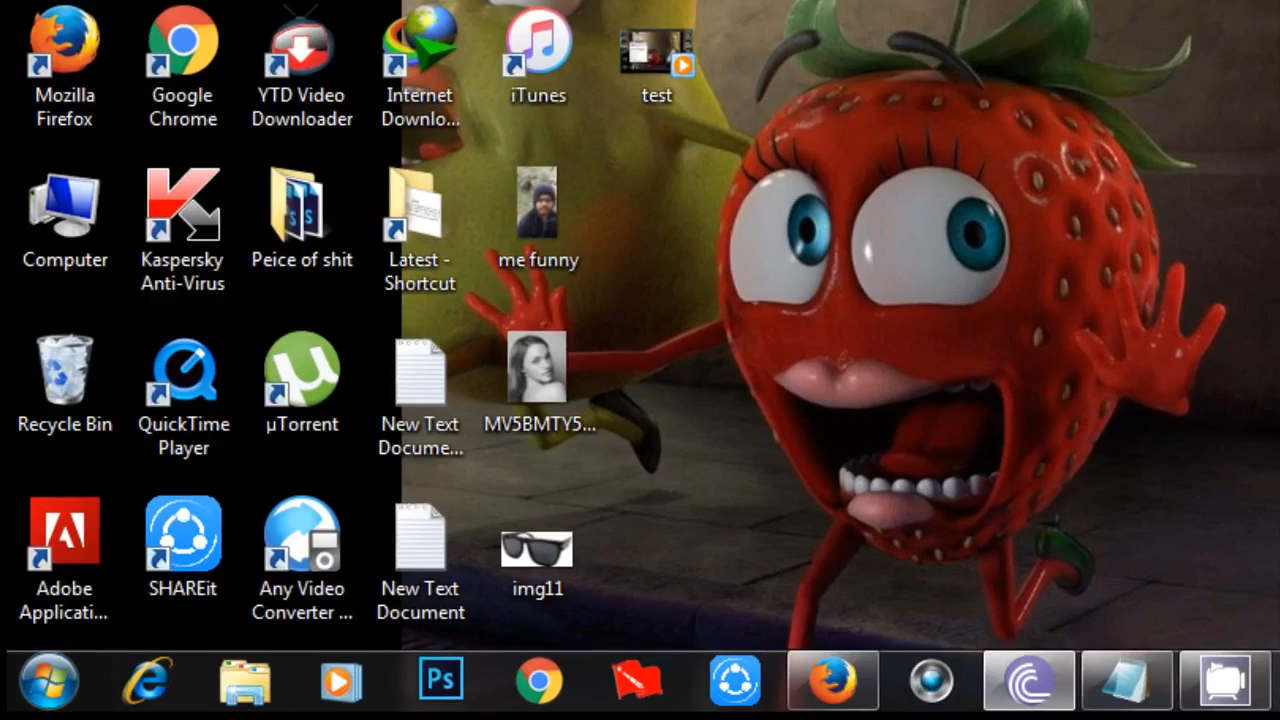 Mozilla
Firefox
Google
Chrome
YTD Video
Downloader
Internet
Downlo...
iTunes
test
Computer
Kaspersky
Anti-Virus
Peice of shit
Latest -
Shortcut
me funny
Recycle Bin
QuickTime
Player
µTorrent
New Text
Docume...
MV5BMTY5...
Adobe
Applicati...
SHAREit
Any Video
Converter ...
New Text
Document
img11
Ps